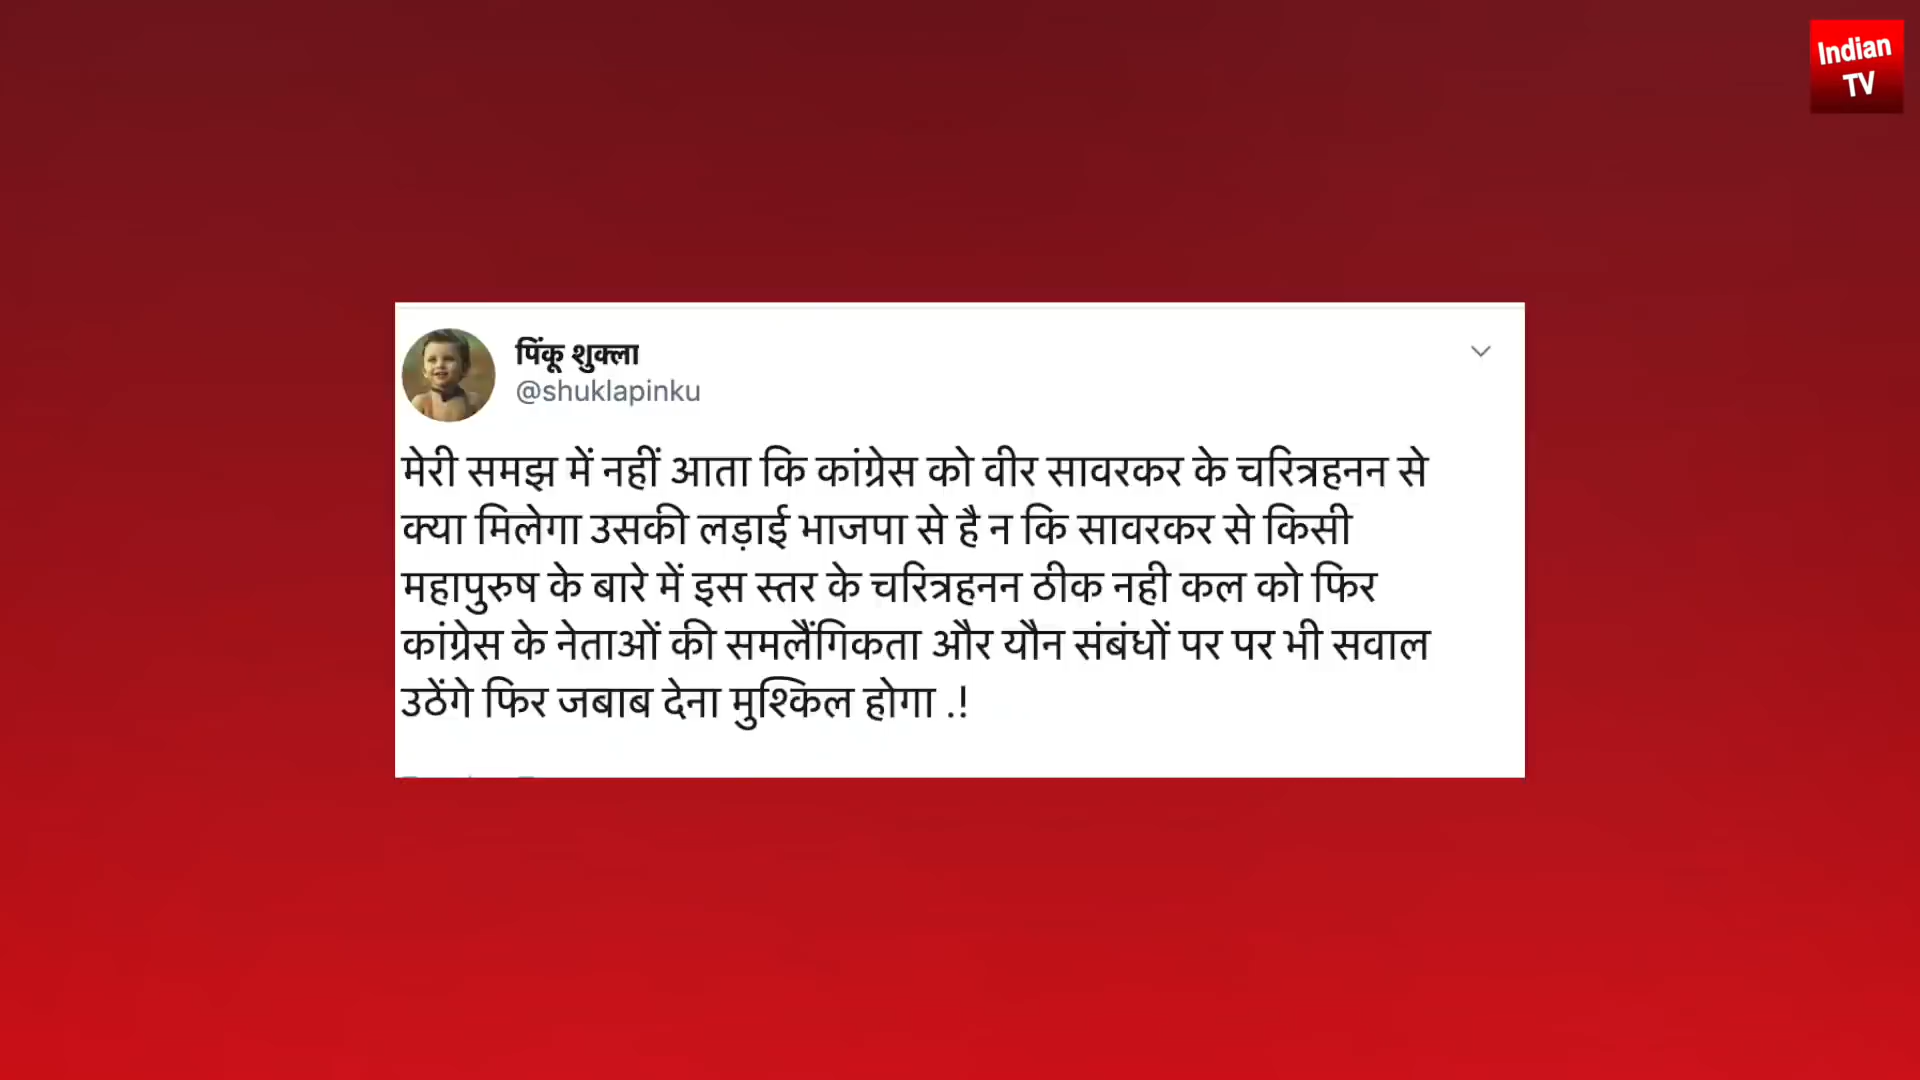 Indian
TV
पिंकू शुक्ला
@shuklapinku
मेरी समझ में नहीं आता कि कांग्रेस को वीर सावरकर के चरित्रहनन से
क्या मिलेगा उसकी लड़ाई भाजपा से है न कि सावरकर से किसी
महापुरुष के बारे में इस स्तर के चरित्रहनन ठीक नही कल को फिर
कांग्रेस के नेताओं की समलैंगिकता और यौन संबंधों पर पर भी सवाल
उठेंगे फिर जबाब देना मुश्किल होगा .!